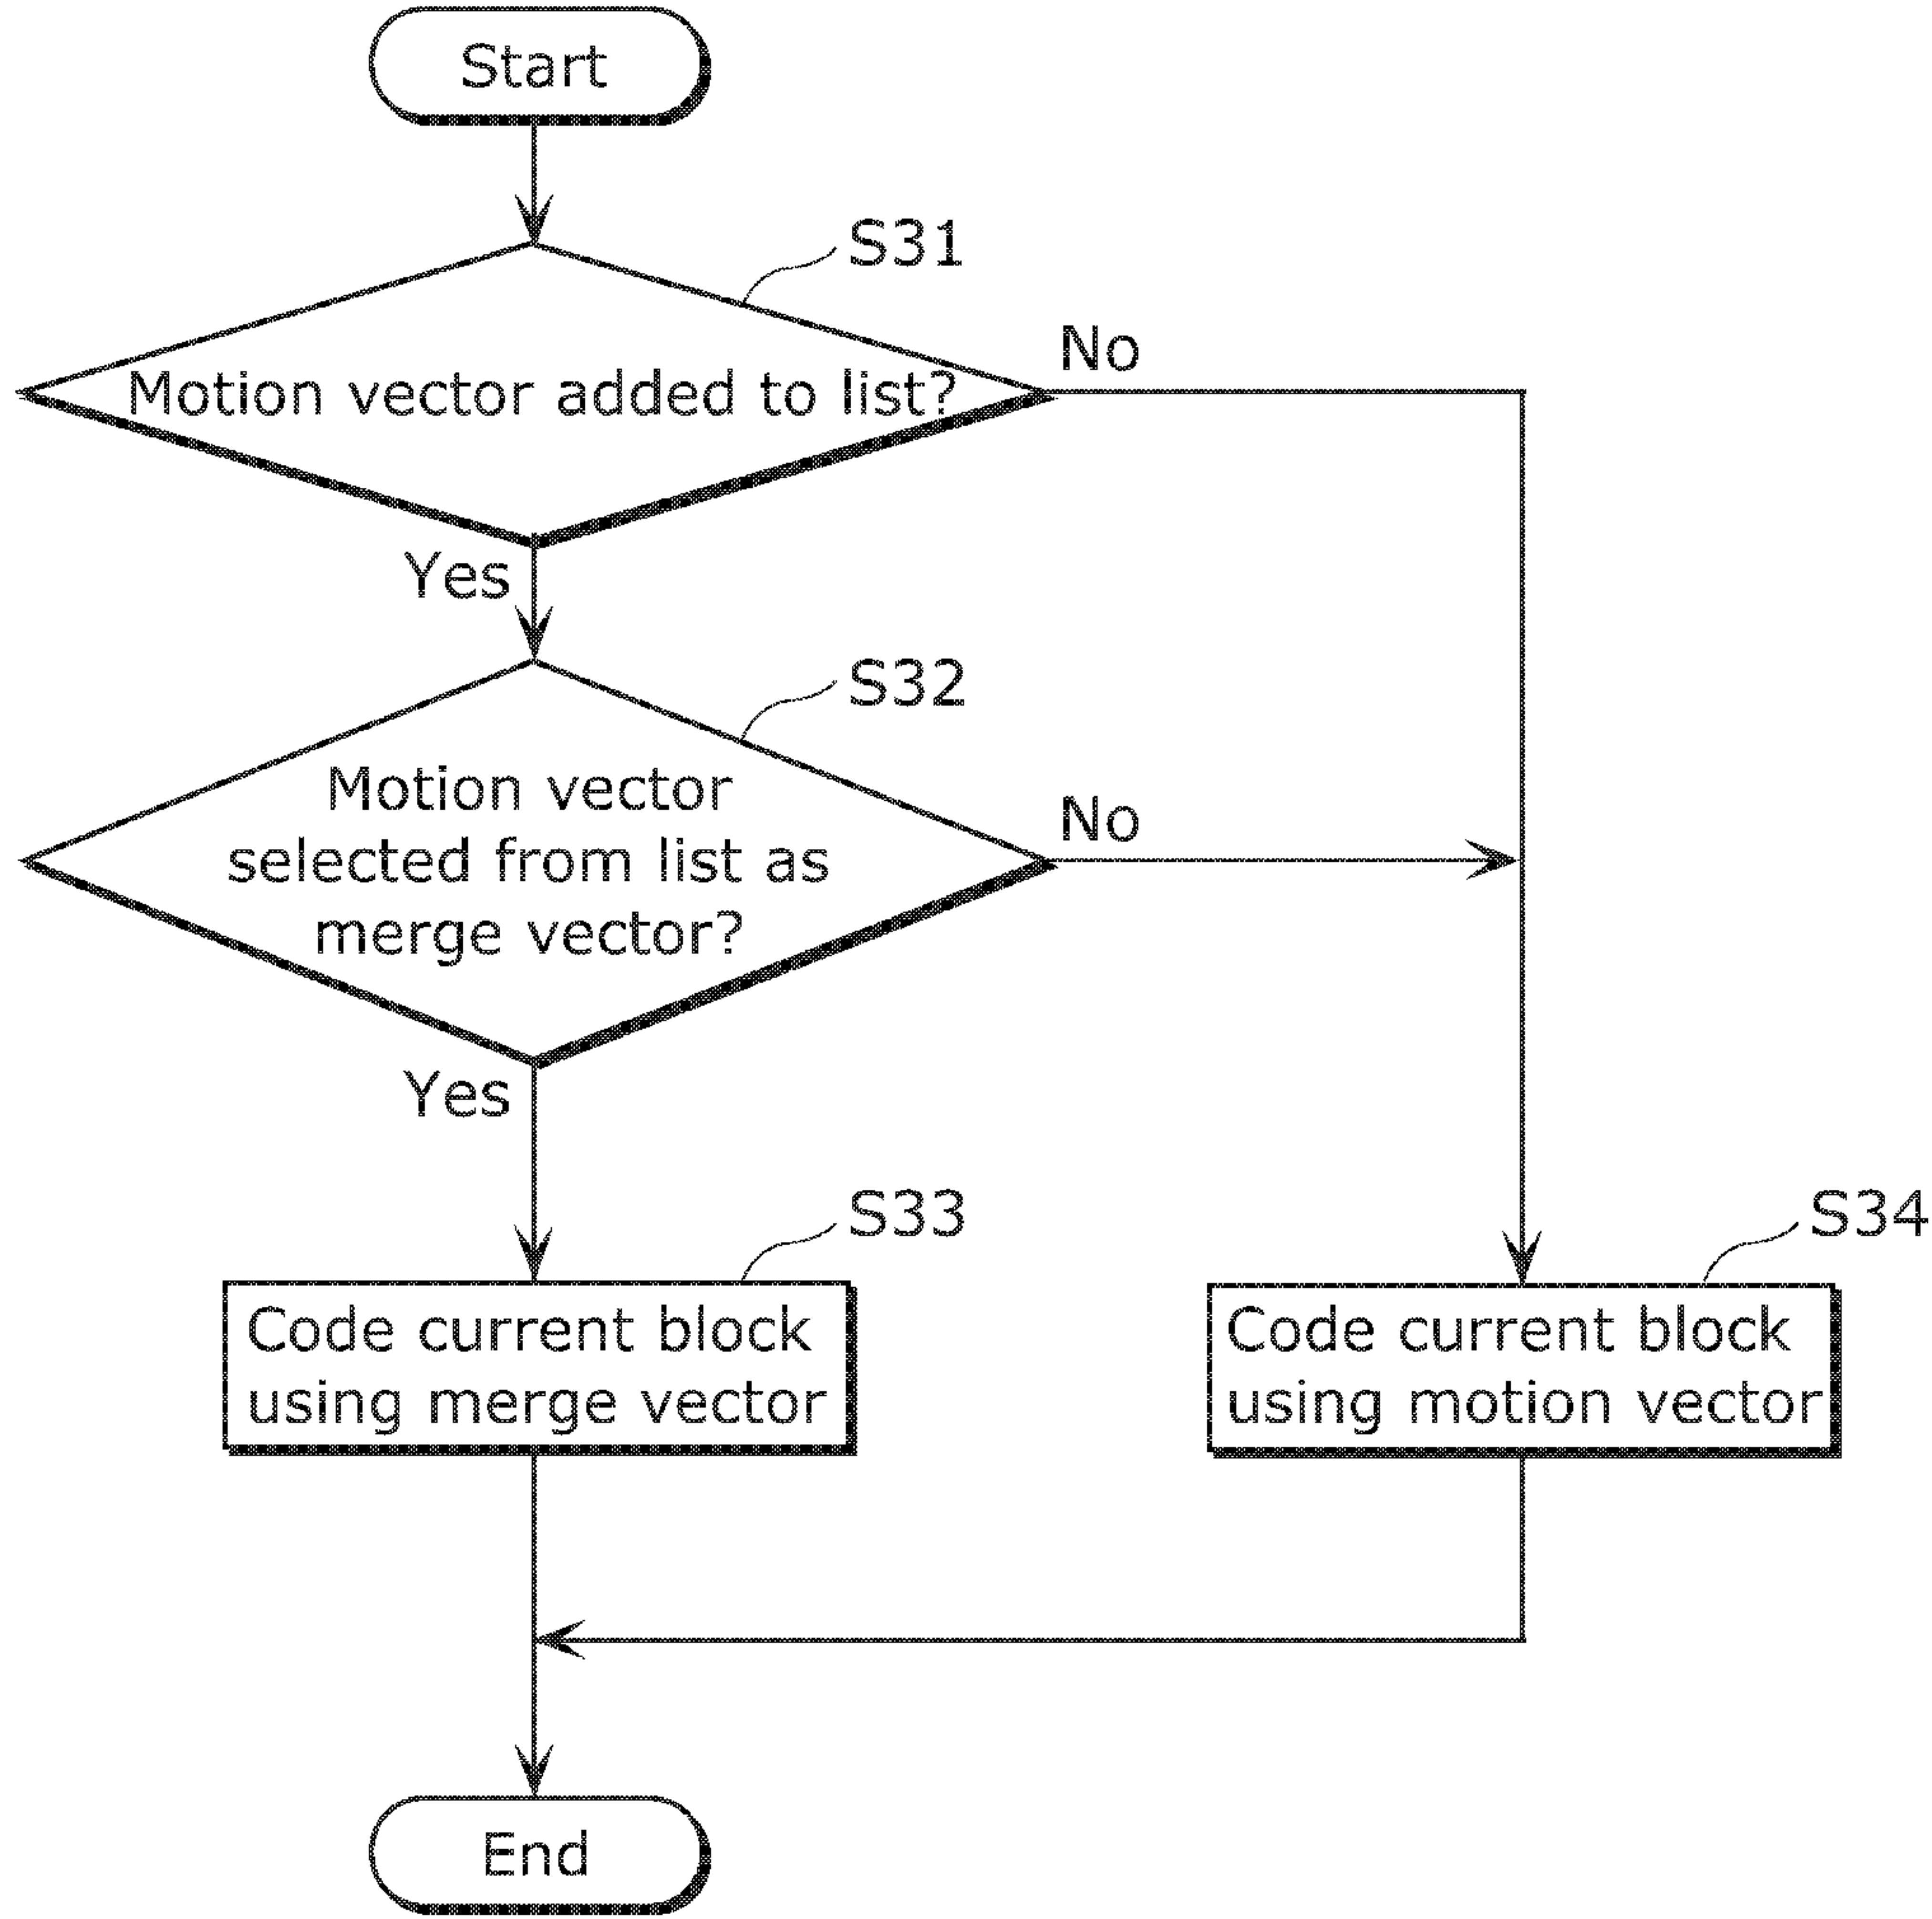 Start
S31
Motion vector added to list?
No
Yes
S32
Motion vector
selected from list as
merge vector?
No
Yes
S33
Code current block
using merge vector
S34
Code current block
using motion vector
End